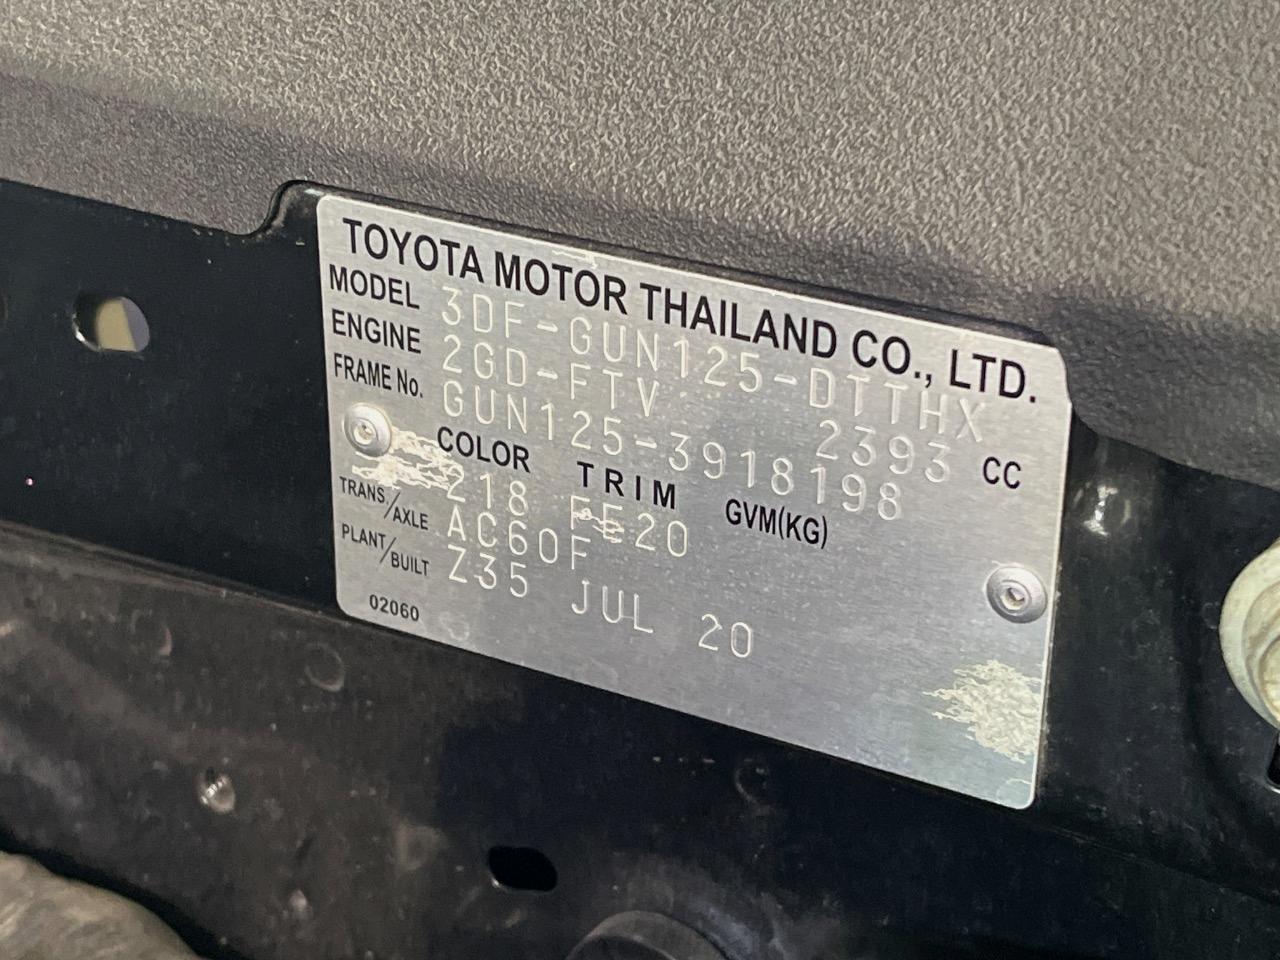 TOYOTA MOTOR THAILAND CO., LTD.
MODEL 3DF-GUN125-DTTHX
ENGINE 2GD-FTV 2393 CC
FRAME No. GUN125-3918198
COLOR TRIM GVM(KG)
218 FE20
TRANS./AXLE AC60F
PLANT/BUILT Z35 JUL 20
02060